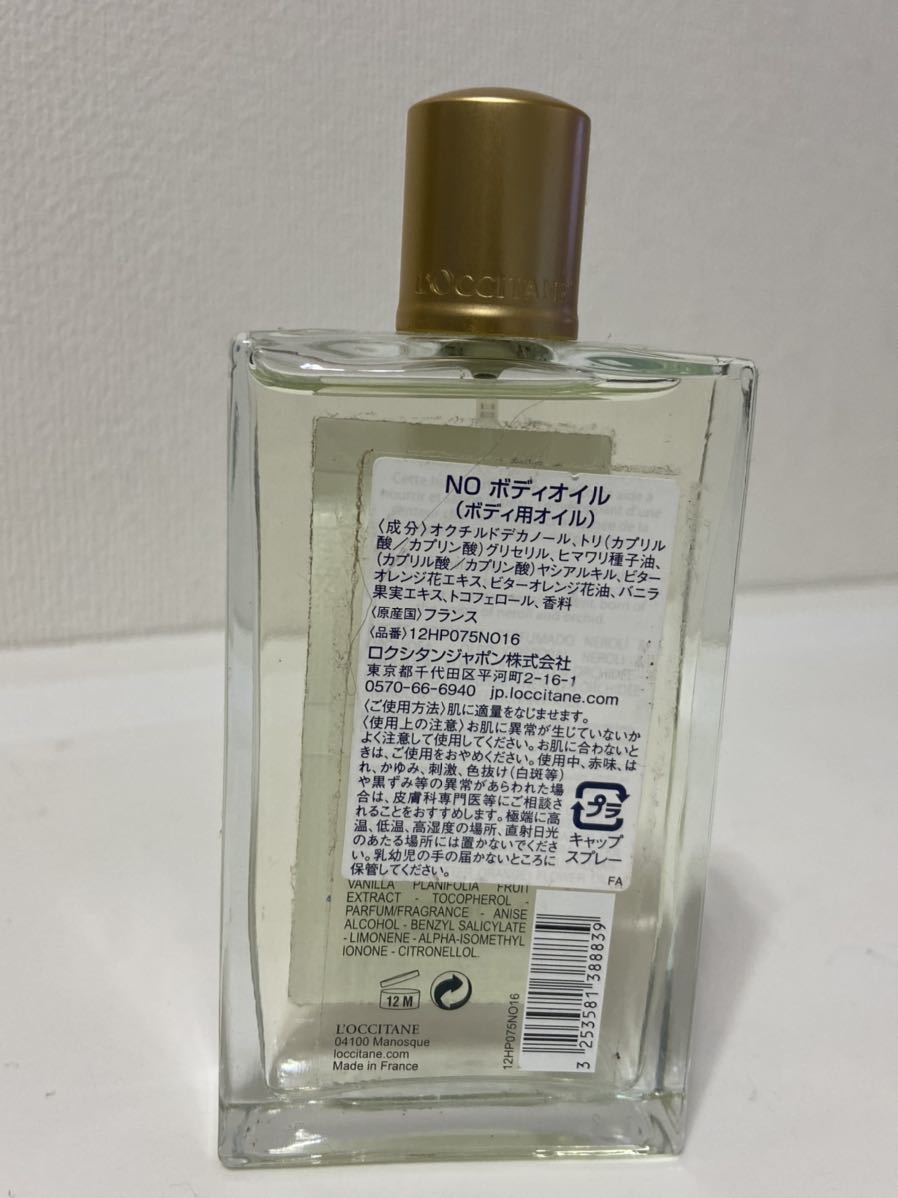 L'OCCITANE
NO ボディオイル
(ボディ用オイル)
〈成分〉オクチルドデカノール、トリ(カプリル
酸／カプリン酸)グリセリル、ヒマワリ種子油、
(カプリル酸／カプリン酸)ヤシアルキル、ビター
オレンジ花エキス、ビターオレンジ花油、バニラ
果実エキス、トコフェロール、香料
〈原産国〉フランス
〈品番〉12HP075NO16
ロクシタンジャポン株式会社
東京都千代田区平河町2-16-1
0570-66-6940 jp.loccitane.com
〈ご使用方法〉肌に適量をなじませます。
〈使用上の注意〉お肌に異常が生じていないか
よく注意して使用してください。お肌に合わないと
きは、ご使用をおやめください。使用中、赤味、は
れ、かゆみ、刺激、色抜け(白斑等)
や黒ずみ等の異常があらわれた場
合は、皮膚科専門医等にご相談さ
れることをおすすめします。極端に高
温、低温、高湿度の場所、直射日光
のあたる場所には置かないでくださ
い。乳幼児の手の届かないところに
保管してください。
プラ
キャップ
スプレー
FA
VANILLA PLANIFOLIA FRUIT
EXTRACT - TOCOPHEROL -
PARFUM/FRAGRANCE - ANISE
ALCOHOL - BENZYL SALICYLATE
- LIMONENE - ALPHA-ISOMETHYL
IONONE - CITRONELLOL.
12 M
L'OCCITANE
04100 Manosque
loccitane.com
Made in France
12HP075NO16
3 253581 388839